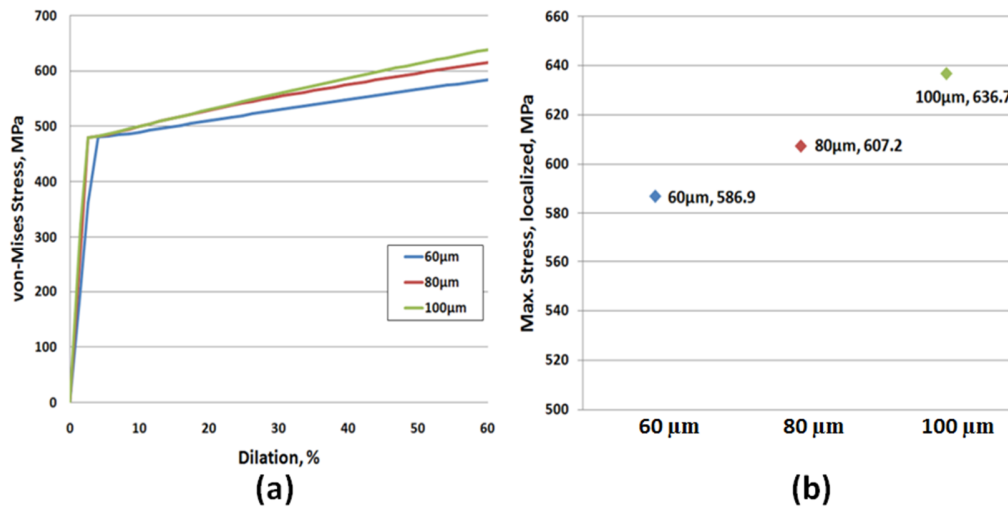 700
600
500
400
300
200
100
0
von-Mises Stress, MPa
60μm
80μm
100μm
0 10 20 30 40 50 60
Dilation, %
(a)
660
640
620
600
580
560
540
520
500
Max. Stress, localized, MPa
100μm, 636.7
80μm, 607.2
60μm, 586.9
60 μm 80 μm 100 μm
(b)